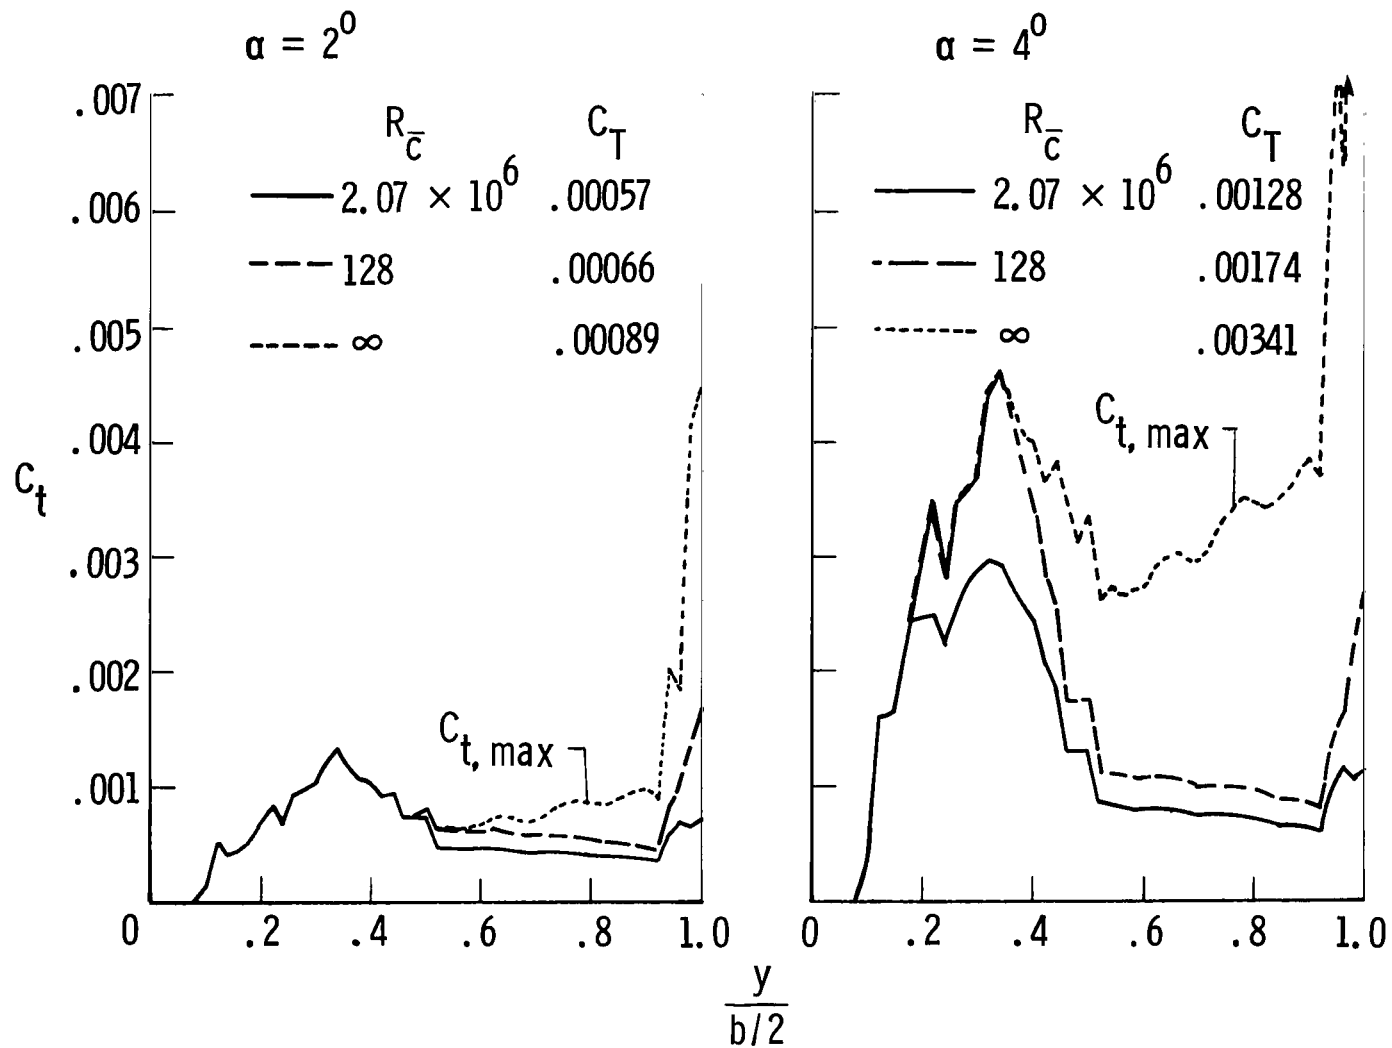 α = 2⁰
α = 4⁰
.007
.006
.005
.004
.003
.002
.001
C_t
R_c̄ C_T
2.07 × 10⁶ .00057
128 .00066
∞ .00089
C_t, max
0 .2 .4 .6 .8 1.0
R_c̄ C_T
2.07 × 10⁶ .00128
128 .00174
∞ .00341
C_t, max
0 .2 .4 .6 .8 1.0
y
b/2